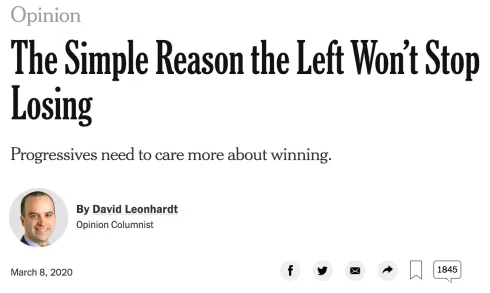 Opinion
The Simple Reason the Left Won't Stop
Losing
Progressives need to care more about winning.
By David Leonhardt
Opinion Columnist
March 8, 2020
1845